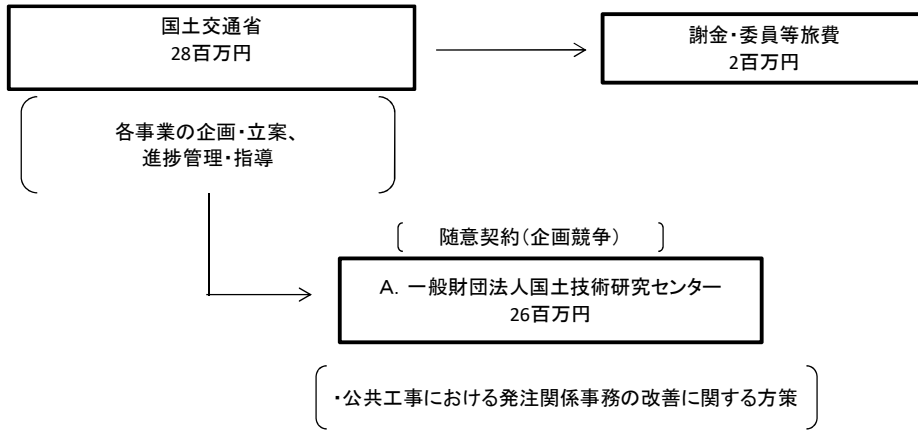 国土交通省
28百万円
謝金・委員等旅費
2百万円
各事業の企画・立案、
進捗管理・指導
随意契約(企画競争)
A. 一般財団法人国土技術研究センター
26百万円
・公共工事における発注関係事務の改善に関する方策